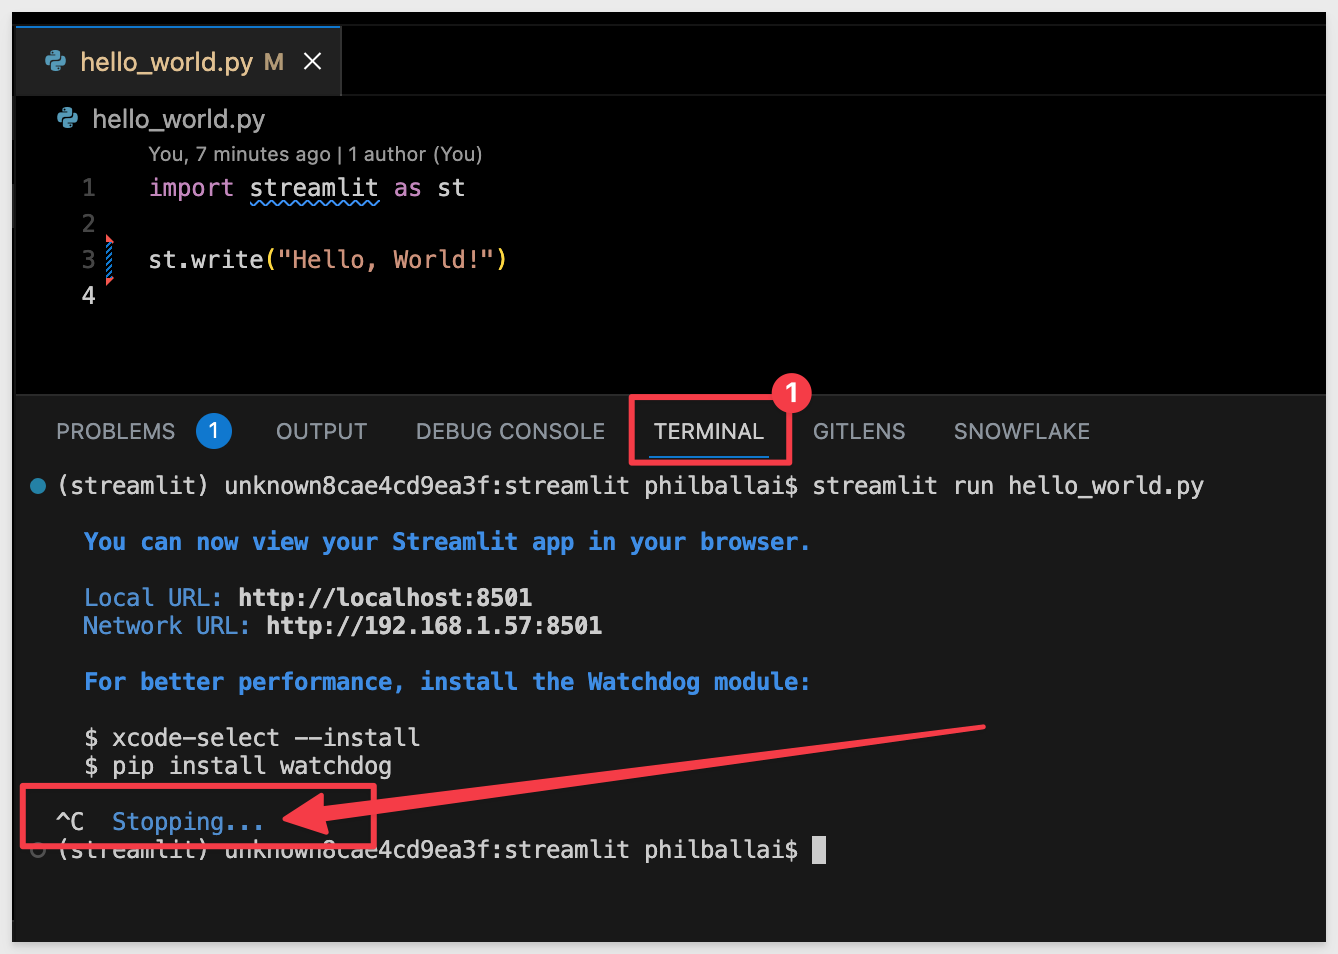 hello_world.py M
hello_world.py
You, 7 minutes ago | 1 author (You)
1 import streamlit as st
2
3 st.write("Hello, World!")
4
1
PROBLEMS 1 OUTPUT DEBUG CONSOLE TERMINAL GITLENS SNOWFLAKE
(streamlit) unknown8cae4cd9ea3f:streamlit philballai$ streamlit run hello_world.py
You can now view your Streamlit app in your browser.
Local URL: http://localhost:8501
Network URL: http://192.168.1.57:8501
For better performance, install the Watchdog module:
$ xcode-select --install
$ pip install watchdog
^C Stopping...
(streamlit) unknown8cae4cd9ea3f:streamlit philballai$